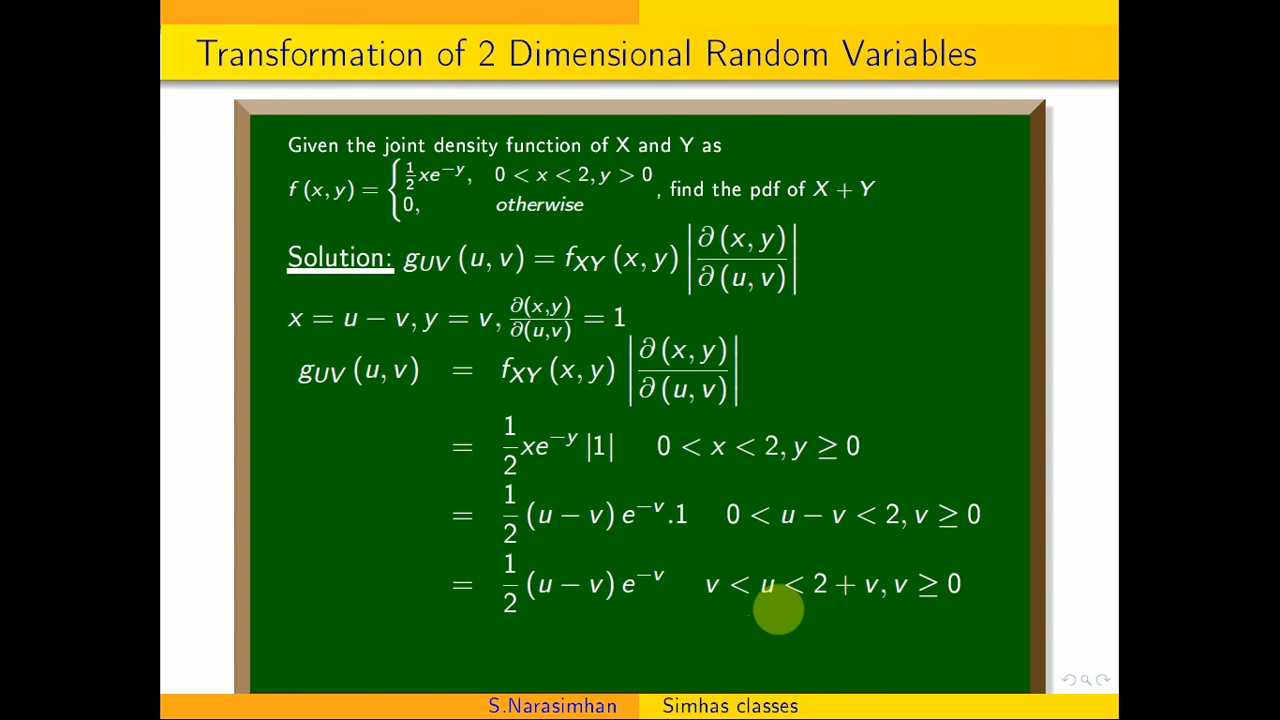 Transformation of 2 Dimensional Random Variables
Given the joint density function of X and Y as
f (x, y) = { ½xe^{−y}, 0 < x < 2, y > 0
0, otherwise , find the pdf of X + Y
Solution: g_{UV} (u, v) = f_{XY} (x, y) |∂(x, y)/∂(u, v)|
x = u − v, y = v, ∂(x,y)/∂(u,v) = 1
g_{UV} (u, v) = f_{XY} (x, y) |∂(x, y)/∂(u, v)|
= 1/2 xe^{−y} |1| 0 < x < 2, y ≥ 0
= 1/2 (u − v) e^{−v}.1 0 < u − v < 2, v ≥ 0
= 1/2 (u − v) e^{−v} v < u < 2 + v, v ≥ 0
S.Narasimhan Simhas classes